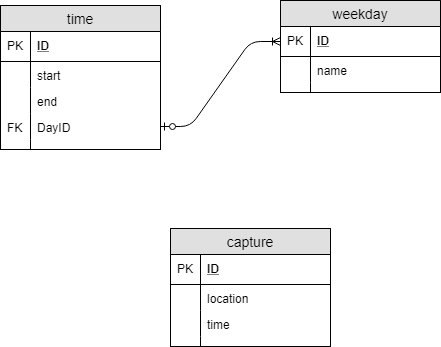 time
PK ID
start
end
FK DayID
weekday
PK ID
name
capture
PK ID
location
time